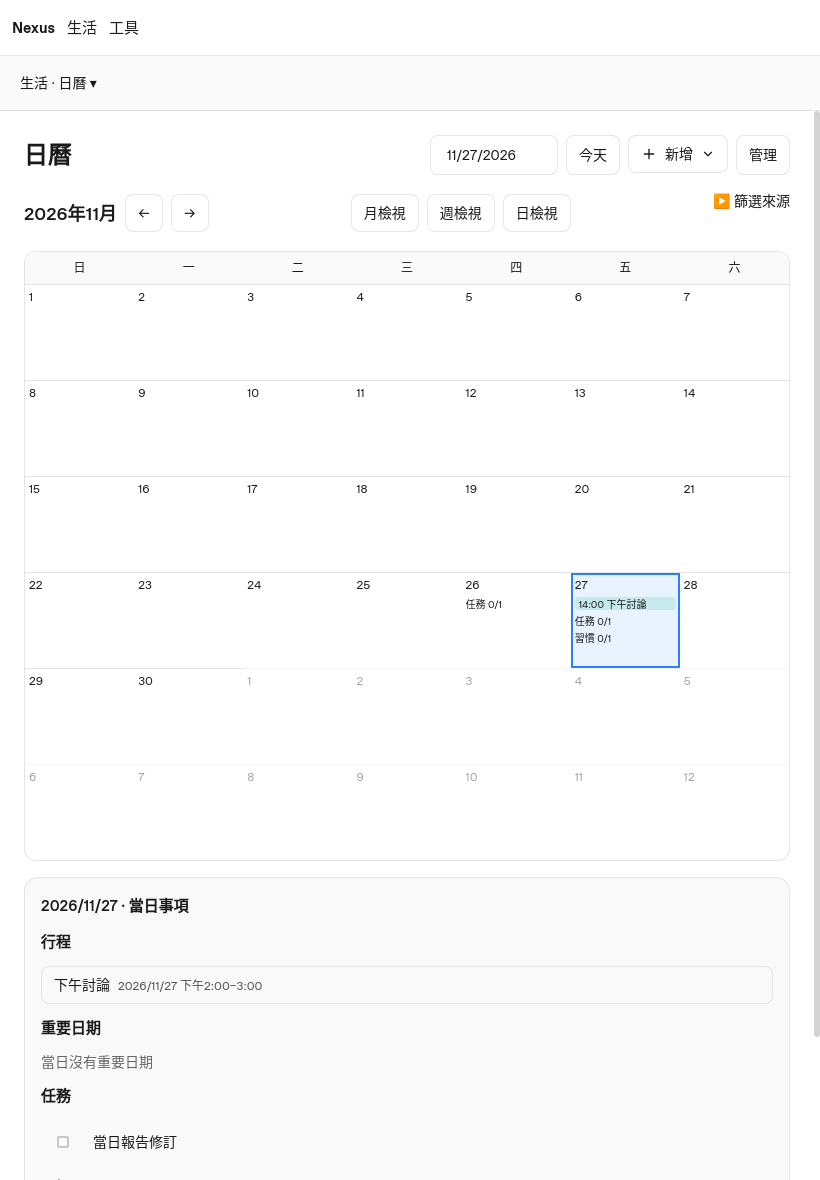 Nexus 生活 工具
生活 · 日曆 ▾
日曆
11/27/2026 今天 + 新增 管理
2026年11月 ← → 月檢視 週檢視 日檢視 ▶ 篩選來源
日 一 二 三 四 五 六
1 2 3 4 5 6 7
8 9 10 11 12 13 14
15 16 17 18 19 20 21
22 23 24 25 26 27 28
任務 0/1 14:00 下午討論
任務 0/1
習慣 0/1
29 30 1 2 3 4 5
6 7 8 9 10 11 12
2026/11/27 · 當日事項
行程
下午討論 2026/11/27 下午2:00–3:00
重要日期
當日沒有重要日期
任務
當日報告修訂